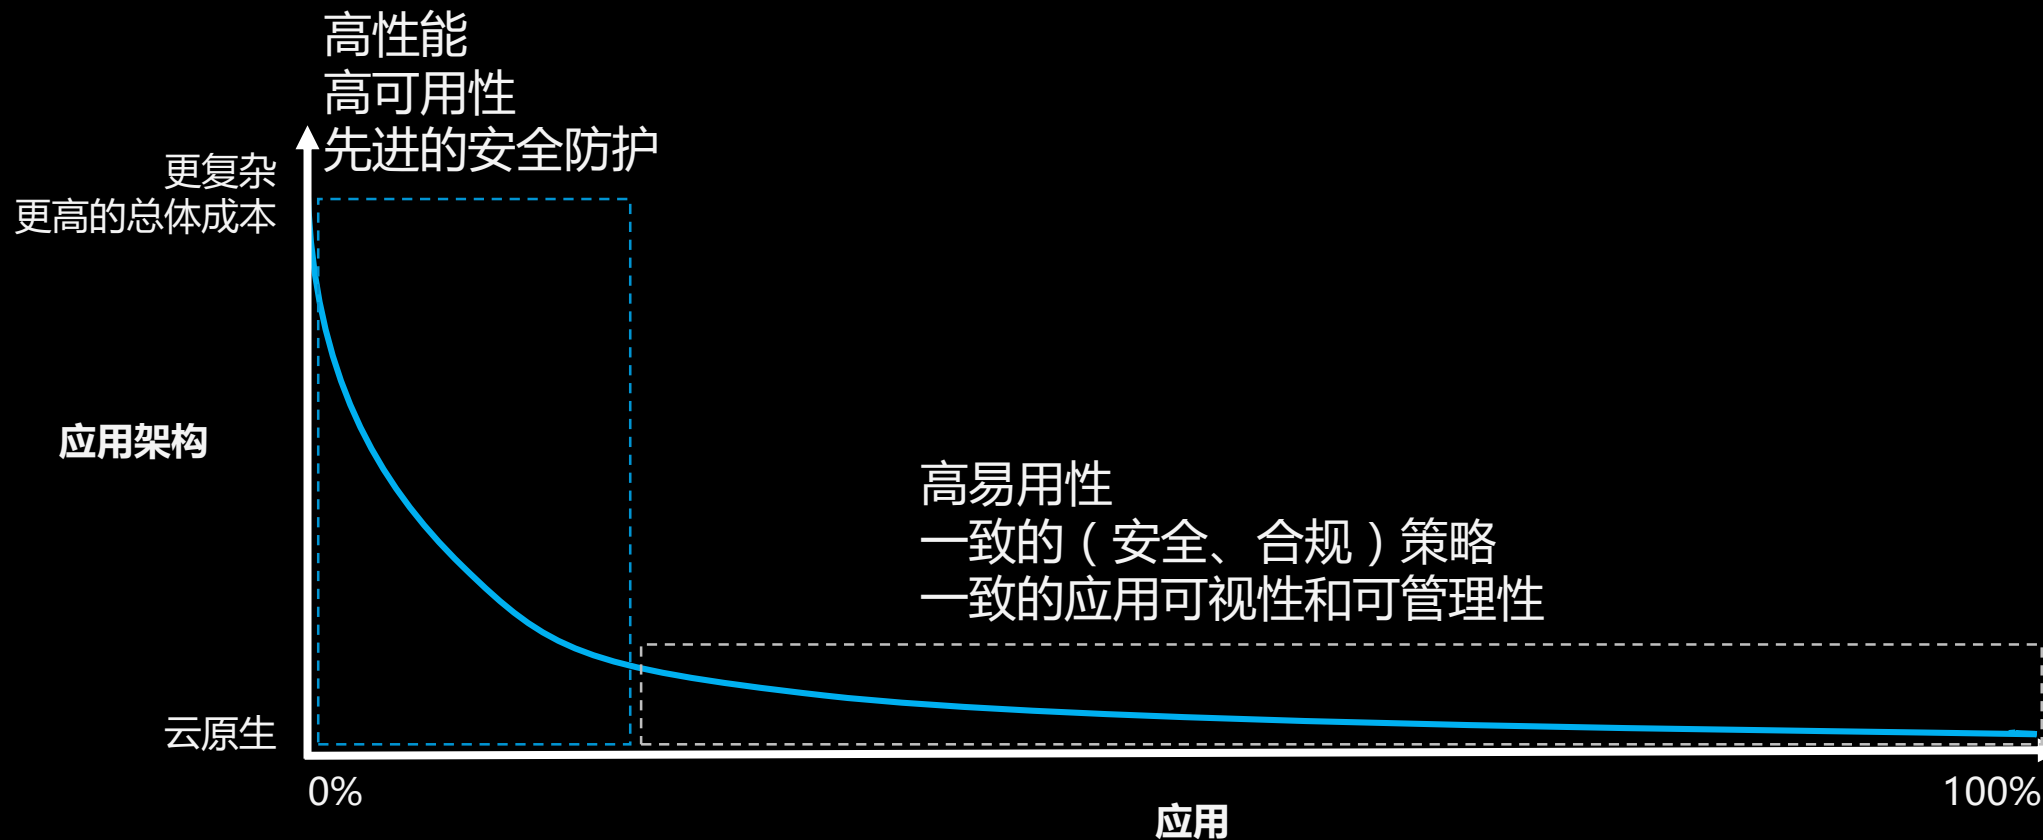 高性能
高可用性
先进的安全防护
更复杂
更高的总体成本
应用架构
高易用性
一致的（安全、合规）策略
一致的应用可视性和可管理性
云原生
0%
100%
应用